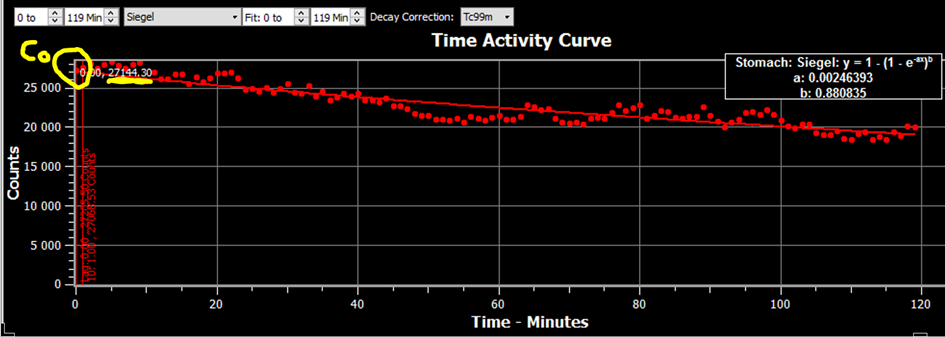 0 to 119 Min Siegel Fit: 0 to 119 Min Decay Correction: Tc99m
Time Activity Curve
Co
0.00, 27144.30
Stomach: Siegel: y = 1 - (1 - e^-ax)^b
a: 0.00246393
b: 0.880835
25 000
20 000
15 000
10 000
5 000
0
Counts
0 20 40 60 80 100 120
Time - Minutes